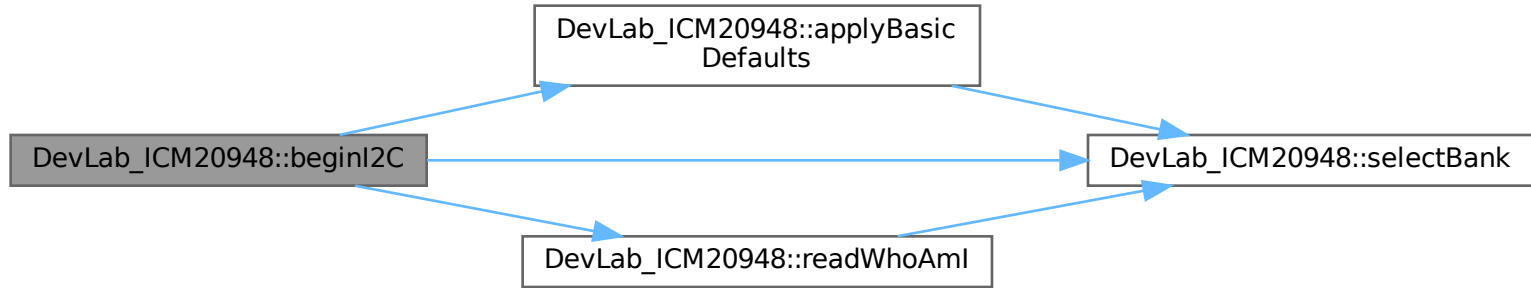 DevLab_ICM20948::applyBasic
Defaults
DevLab_ICM20948::beginI2C
DevLab_ICM20948::selectBank
DevLab_ICM20948::readWhoAmI